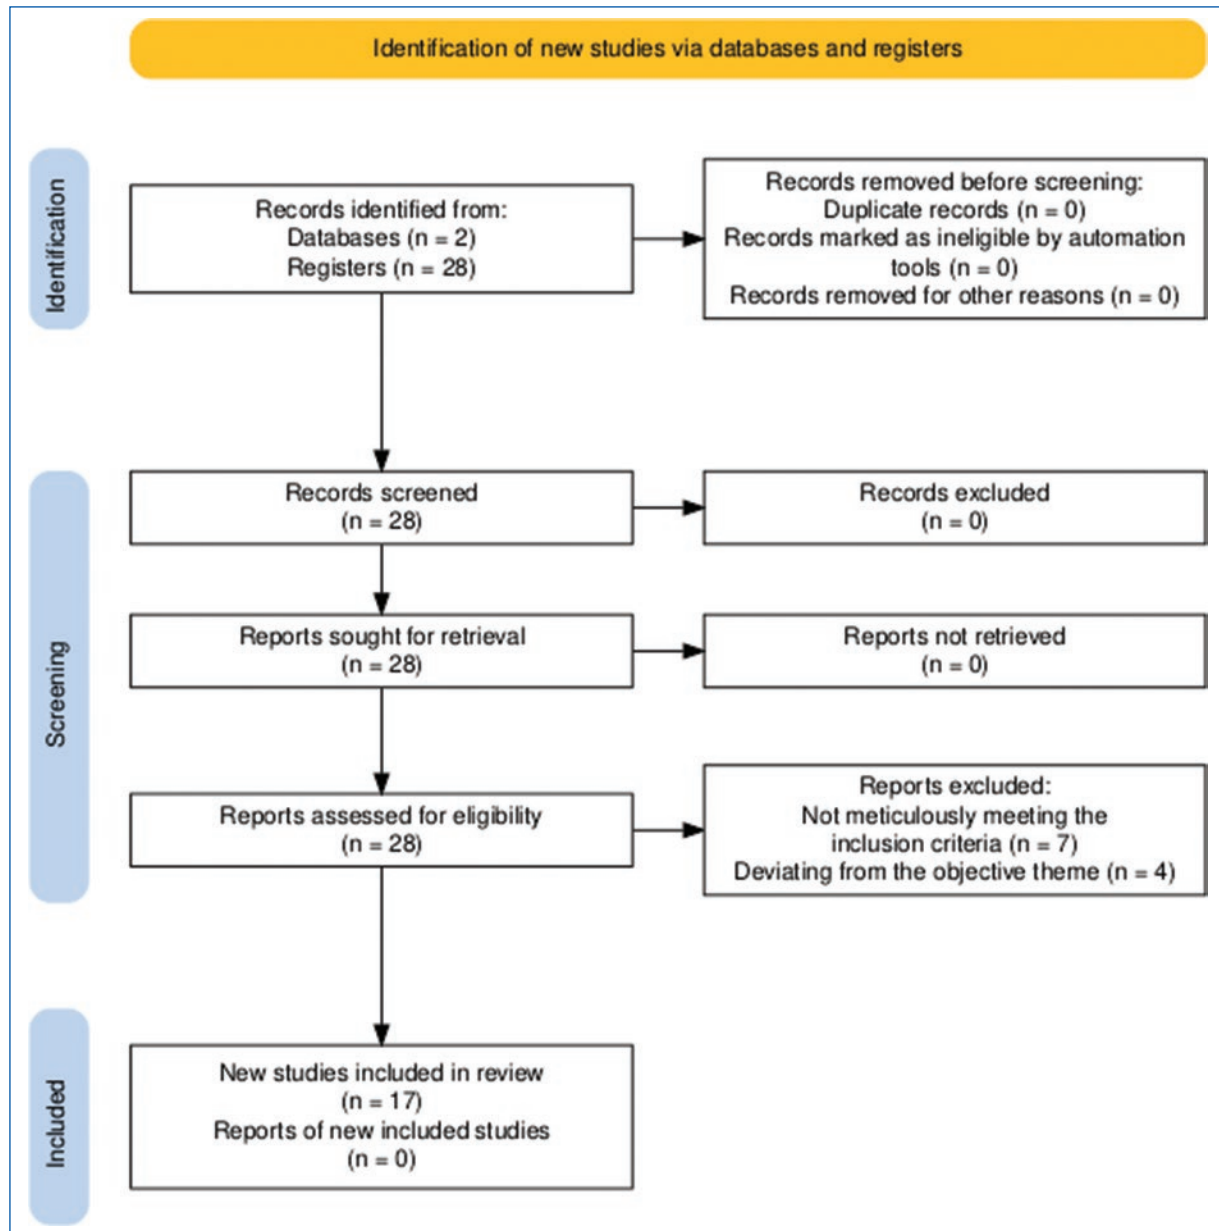 Identification of new studies via databases and registers
Identification
Records identified from:
Databases (n = 2)
Registers (n = 28)
Records removed before screening:
Duplicate records (n = 0)
Records marked as ineligible by automation
tools (n = 0)
Records removed for other reasons (n = 0)
Screening
Records screened
(n = 28)
Records excluded
(n = 0)
Reports sought for retrieval
(n = 28)
Reports not retrieved
(n = 0)
Reports assessed for eligibility
(n = 28)
Reports excluded:
Not meticulously meeting the
inclusion criteria (n = 7)
Deviating from the objective theme (n = 4)
Included
New studies included in review
(n = 17)
Reports of new included studies
(n = 0)